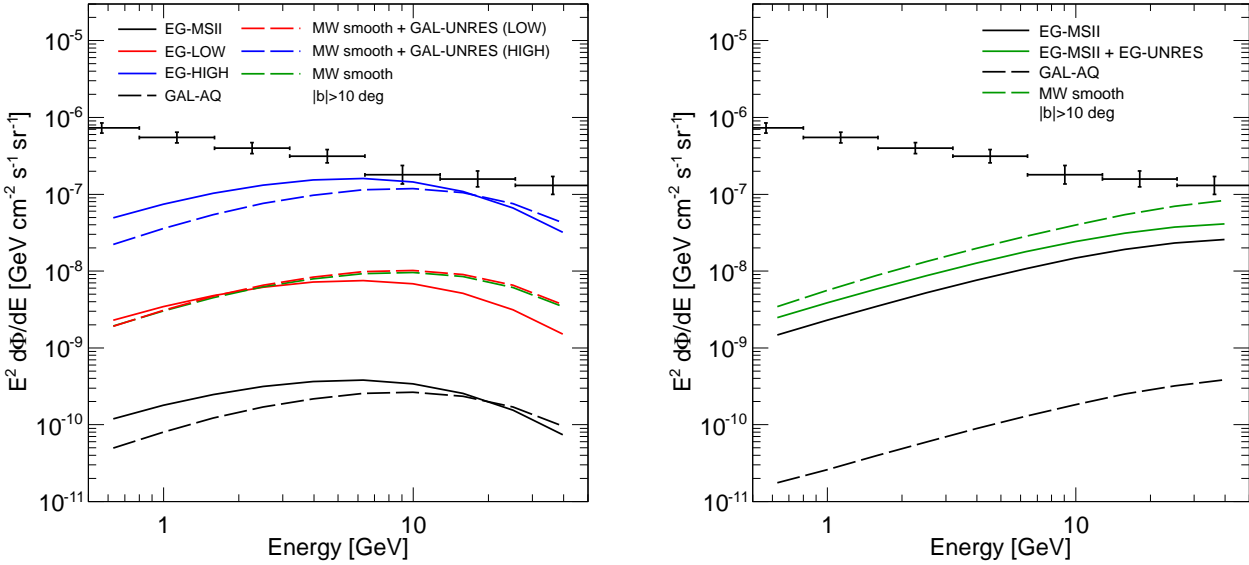 E² dΦ/dE [GeV cm⁻² s⁻¹ sr⁻¹]
10⁻⁵
10⁻⁶
10⁻⁷
10⁻⁸
10⁻⁹
10⁻¹⁰
10⁻¹¹
EG-MSII
EG-LOW
EG-HIGH
GAL-AQ
MW smooth + GAL-UNRES (LOW)
MW smooth + GAL-UNRES (HIGH)
MW smooth
|b|>10 deg
1
10
Energy [GeV]
E² dΦ/dE [GeV cm⁻² s⁻¹ sr⁻¹]
10⁻⁵
10⁻⁶
10⁻⁷
10⁻⁸
10⁻⁹
10⁻¹⁰
10⁻¹¹
EG-MSII
EG-MSII + EG-UNRES
GAL-AQ
MW smooth
|b|>10 deg
1
10
Energy [GeV]